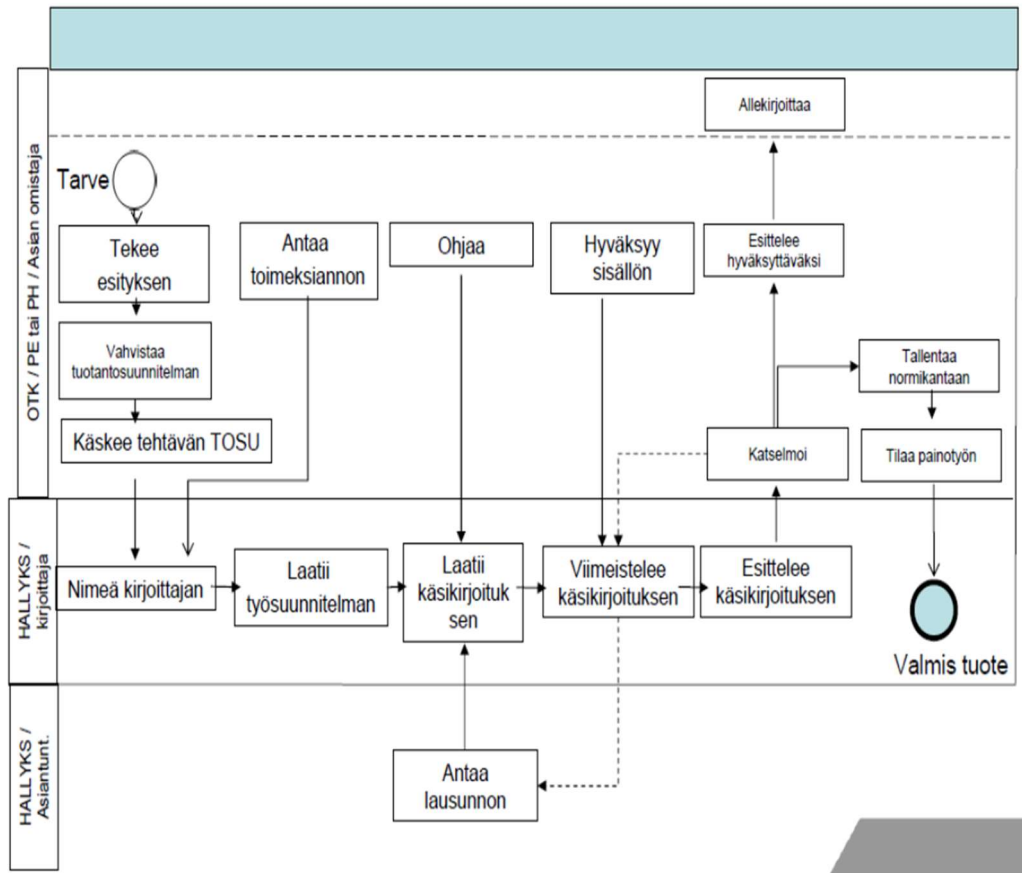 OTK / PE tai PH / Asian omistaja
Allekirjoittaa
Tarve
Tekee
esityksen
Antaa
toimeksiannon
Ohjaa
Hyväksyy
sisällön
Esittelee
hyväksyttäväksi
Vahvistaa
tuotantosuunnitelman
Tallentaa
normikantaan
Käskee tehtävän TOSU
Katselmoi
Tilaa painotyön
HALLYKS /
kirjoittaja
Nimeä kirjoittajan
Laatii
työsuunnitelman
Laatii
käsikirjoituk
sen
Viimeistelee
käsikirjoituksen
Esittelee
käsikirjoituksen
Valmis tuote
HALLYKS /
Asiantunt.
Antaa
lausunnon